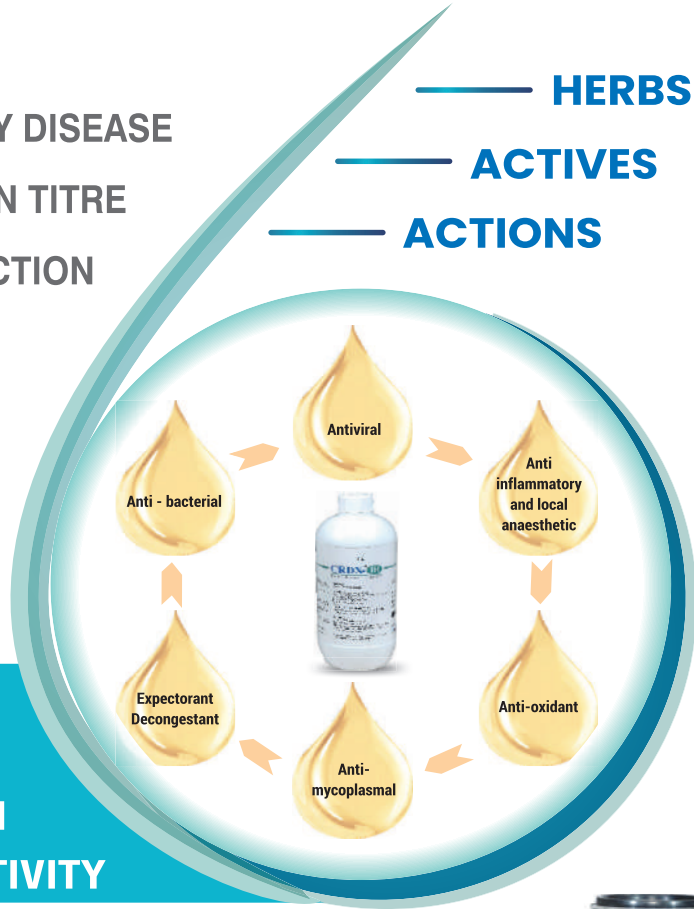 HERBS
Y DISEASE
ACTIVES
N TITRE
ACTIONS
CTION
Antiviral
Anti
inflammatory
and local
anaesthetic
Anti - bacterial
CRDX
Expectorant
Decongestant
Anti-oxidant
Anti-
mycoplasmal
TIVITY